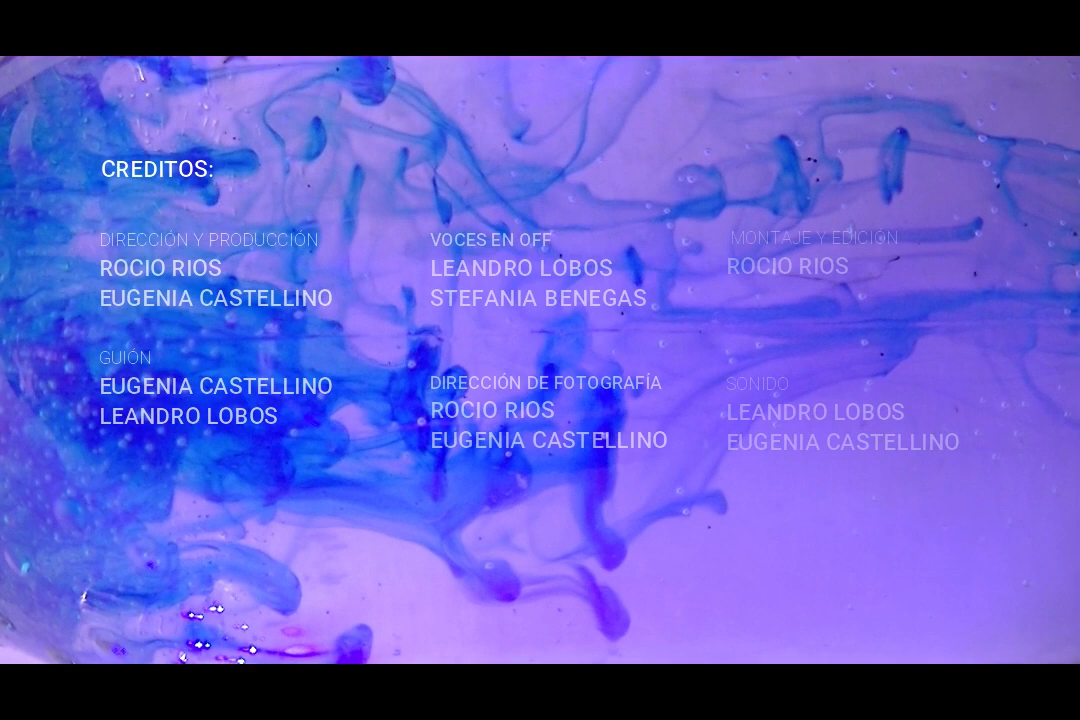 CREDITOS:
DIRECCIÓN Y PRODUCCIÓN
ROCIO RIOS
EUGENIA CASTELLINO
GUIÓN
EUGENIA CASTELLINO
LEANDRO LOBOS
VOCES EN OFF
LEANDRO LOBOS
STEFANIA BENEGAS
DIRECCIÓN DE FOTOGRAFÍA
ROCIO RIOS
EUGENIA CASTELLINO
MONTAJE Y EDICIÓN
ROCIO RIOS
SONIDO
LEANDRO LOBOS
EUGENIA CASTELLINO